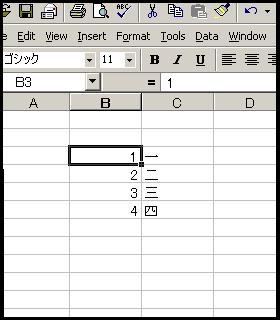 Edit View Insert Format Tools Data Window
ゴシック 11 B I U
B3 = 1
A B C D
1 一
2 二
3 三
4 四